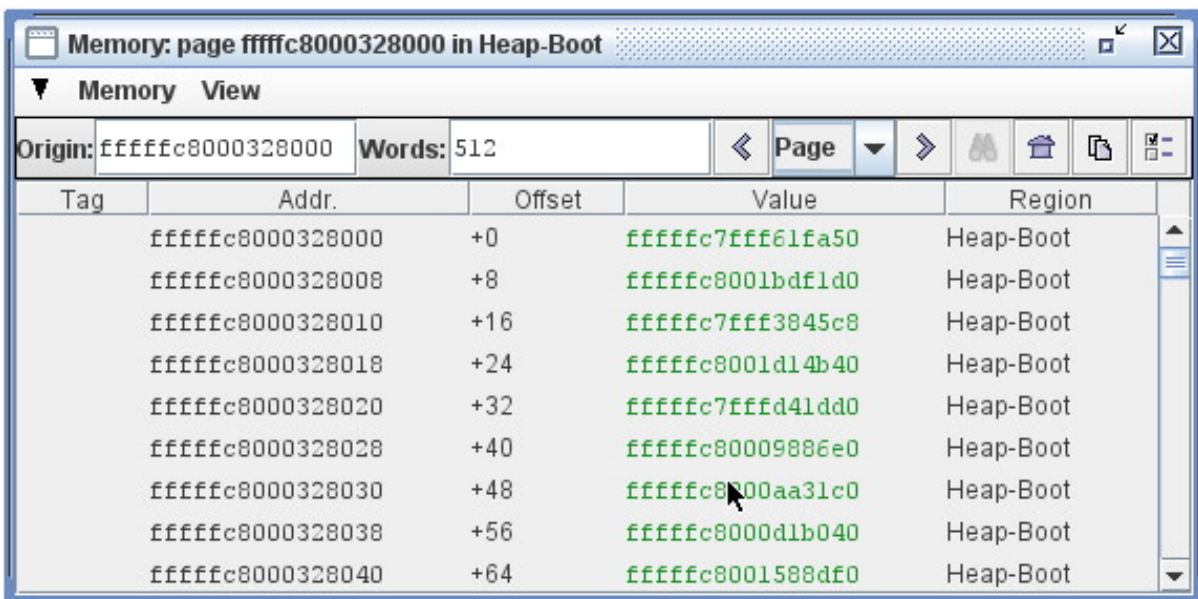 Memory: page fffffc8000328000 in Heap-Boot
Memory View
Origin: fffffc8000328000 Words: 512 Page
Tag Addr. Offset Value Region
fffffc8000328000 +0 fffffc7fff61fa50 Heap-Boot
fffffc8000328008 +8 fffffc8001bdf1d0 Heap-Boot
fffffc8000328010 +16 fffffc7fff3845c8 Heap-Boot
fffffc8000328018 +24 fffffc8001d14b40 Heap-Boot
fffffc8000328020 +32 fffffc7fffd41dd0 Heap-Boot
fffffc8000328028 +40 fffffc80009886e0 Heap-Boot
fffffc8000328030 +48 Heap-Boot
fffffc8000328038 +56 fffffc8000d1b040 Heap-Boot
fffffc8000328040 +64 fffffc8001588df0 Heap-Boot